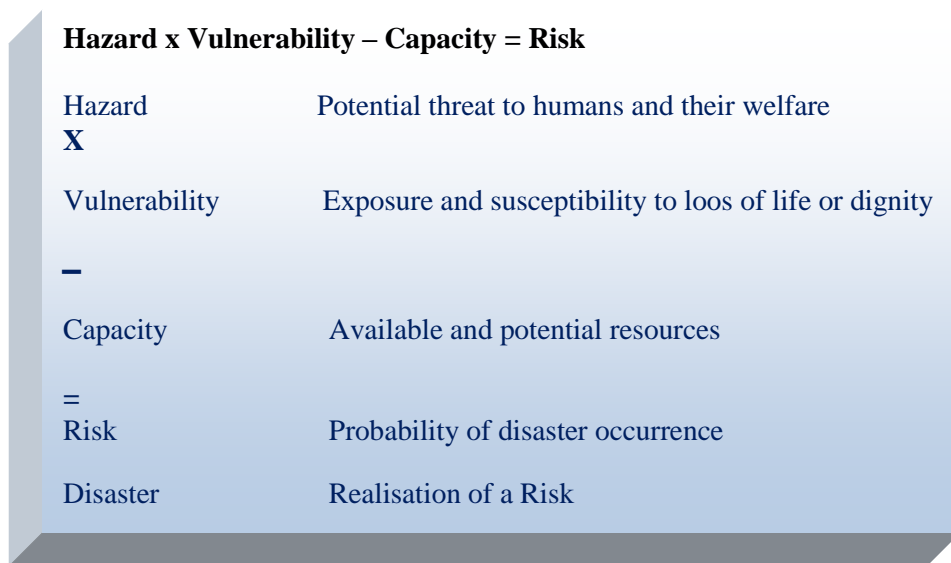 Hazard x Vulnerability – Capacity = Risk
Hazard Potential threat to humans and their welfare
X
Vulnerability Exposure and susceptibility to loos of life or dignity
–
Capacity Available and potential resources
=
Risk Probability of disaster occurrence
Disaster Realisation of a Risk